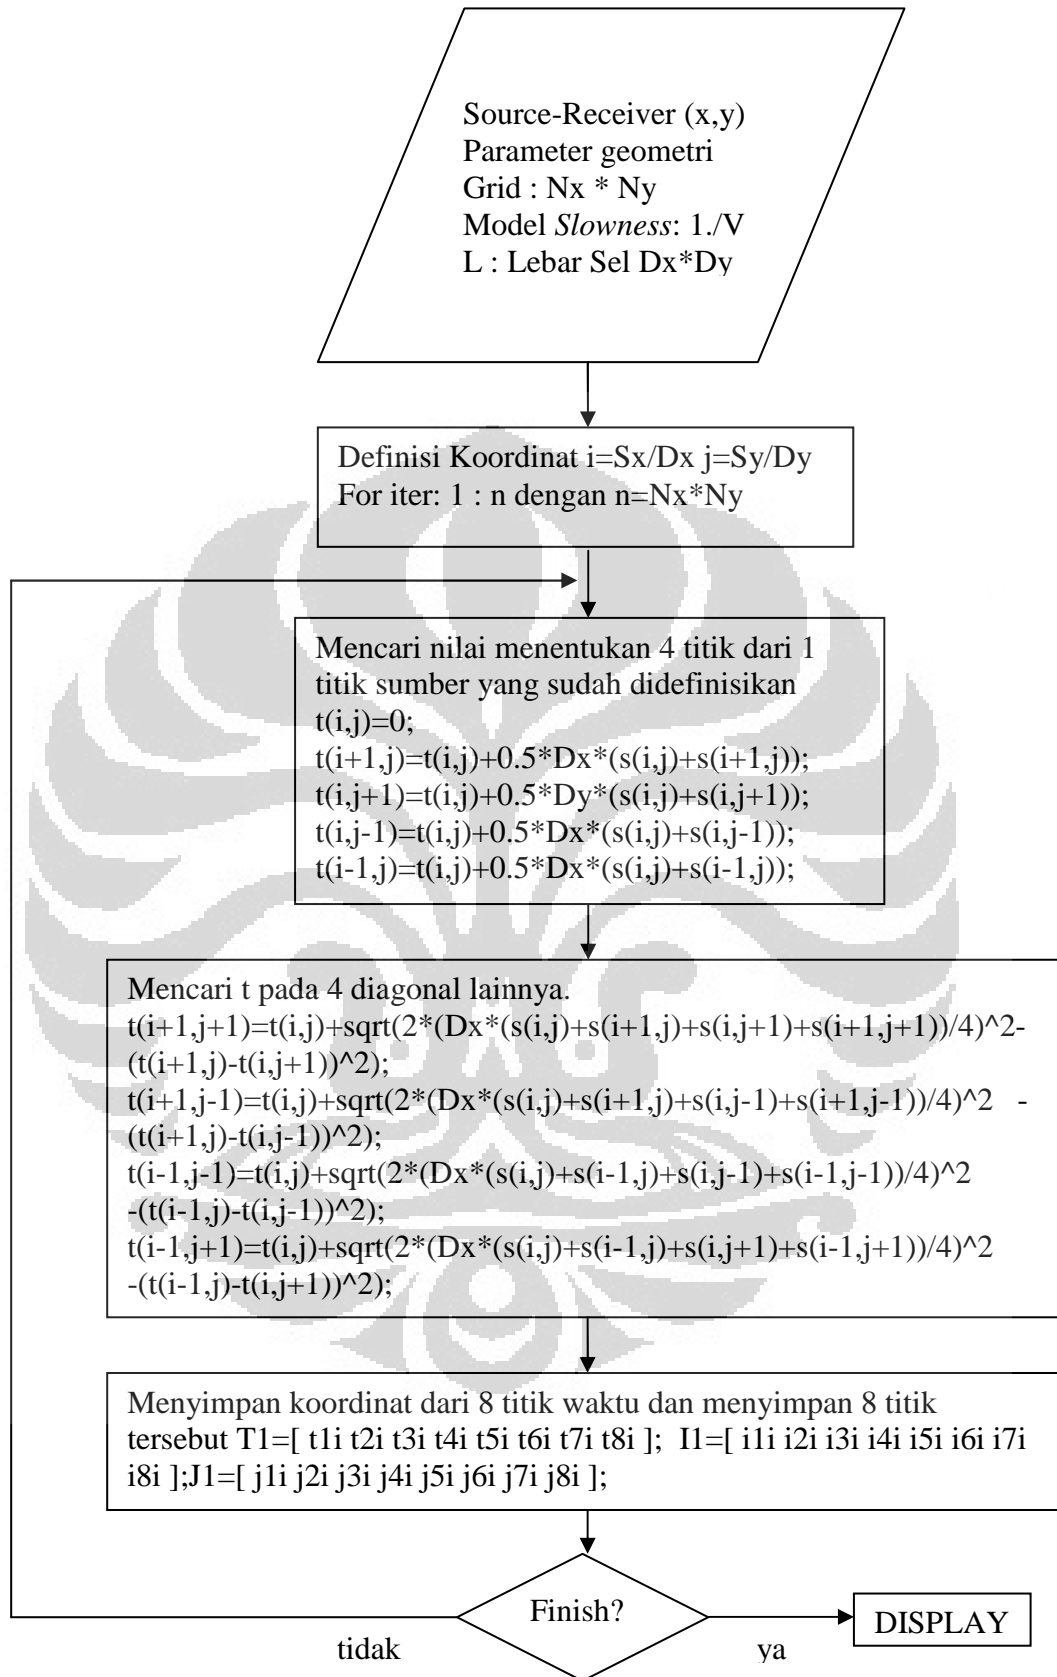 Source-Receiver (x,y)
Parameter geometri
Grid : Nx * Ny
Model Slowness: 1./V
L : Lebar Sel Dx*Dy
Definisi Koordinat i=Sx/Dx j=Sy/Dy
For iter: 1 : n dengan n=Nx*Ny
Mencari nilai menentukan 4 titik dari 1
titik sumber yang sudah didefinisikan
t(i,j)=0;
t(i+1,j)=t(i,j)+0.5*Dx*(s(i,j)+s(i+1,j));
t(i,j+1)=t(i,j)+0.5*Dy*(s(i,j)+s(i,j+1));
t(i,j-1)=t(i,j)+0.5*Dx*(s(i,j)+s(i,j-1));
t(i-1,j)=t(i,j)+0.5*Dx*(s(i,j)+s(i-1,j));
Mencari t pada 4 diagonal lainnya.
t(i+1,j+1)=t(i,j)+sqrt(2*(Dx*(s(i,j)+s(i+1,j)+s(i,j+1)+s(i+1,j+1))/4)^2-
(t(i+1,j)-t(i,j+1))^2);
t(i+1,j-1)=t(i,j)+sqrt(2*(Dx*(s(i,j)+s(i+1,j)+s(i,j-1)+s(i+1,j-1))/4)^2 -
(t(i+1,j)-t(i,j-1))^2);
t(i-1,j-1)=t(i,j)+sqrt(2*(Dx*(s(i,j)+s(i-1,j)+s(i,j-1)+s(i-1,j-1))/4)^2
-(t(i-1,j)-t(i,j-1))^2);
t(i-1,j+1)=t(i,j)+sqrt(2*(Dx*(s(i,j)+s(i-1,j)+s(i,j+1)+s(i-1,j+1))/4)^2
-(t(i-1,j)-t(i,j+1))^2);
Menyimpan koordinat dari 8 titik waktu dan menyimpan 8 titik
tersebut T1=[ t1i t2i t3i t4i t5i t6i t7i t8i ]; I1=[ i1i i2i i3i i4i i5i i6i i7i
i8i ];J1=[ j1i j2i j3i j4i j5i j6i j7i j8i ];
Finish?
DISPLAY
tidak
ya